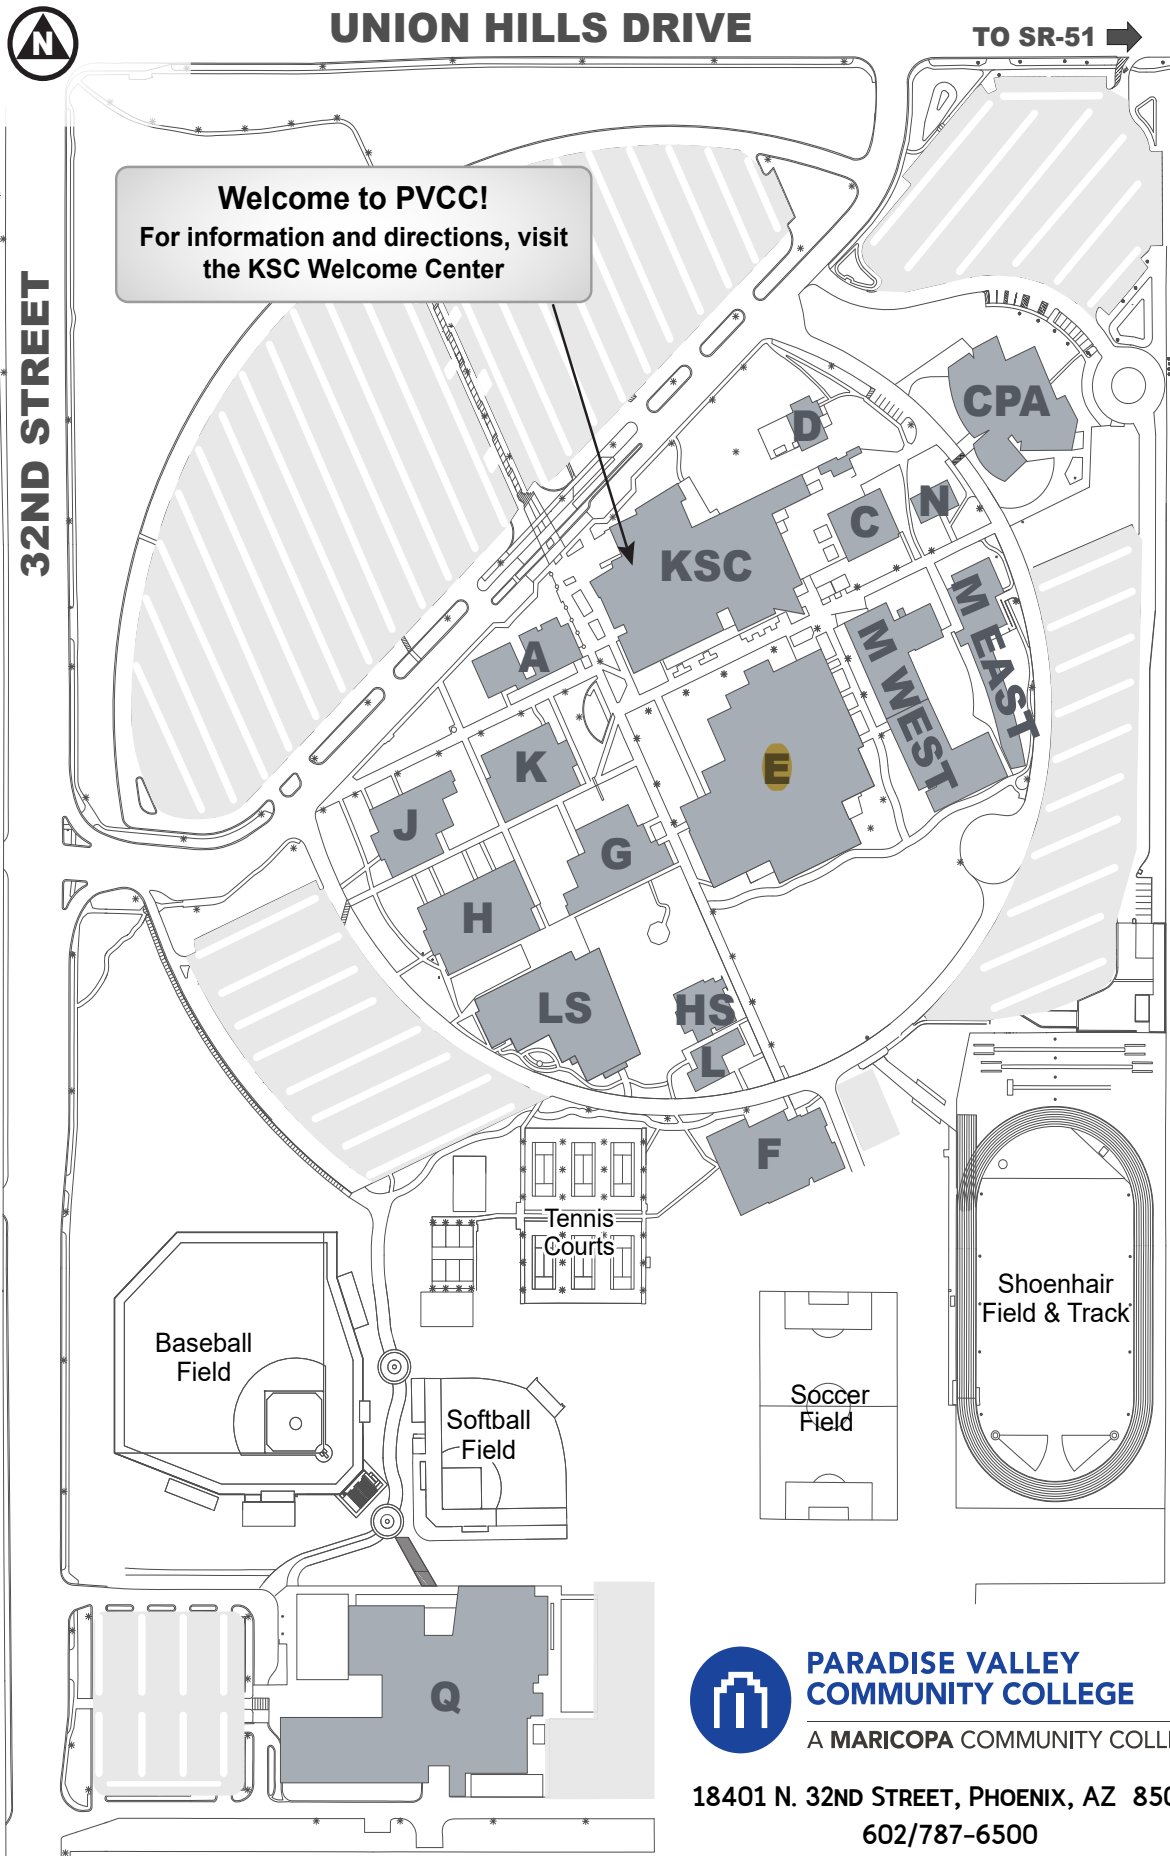 N
UNION HILLS DRIVE
TO SR-51
Welcome to PVCC!
For information and directions, visit
the KSC Welcome Center
32ND STREET
CPA
D
N
C
KSC
M EAST
A
M WEST
K
E
J
G
H
LS
HS
L
F
Tennis
Courts
Shoenhair
Field & Track
Baseball
Field
Soccer
Field
Softball
Field
Q
PARADISE VALLEY
COMMUNITY COLLEGE
A MARICOPA COMMUNITY COLL
18401 N. 32ND STREET, PHOENIX, AZ 850
602/787-6500